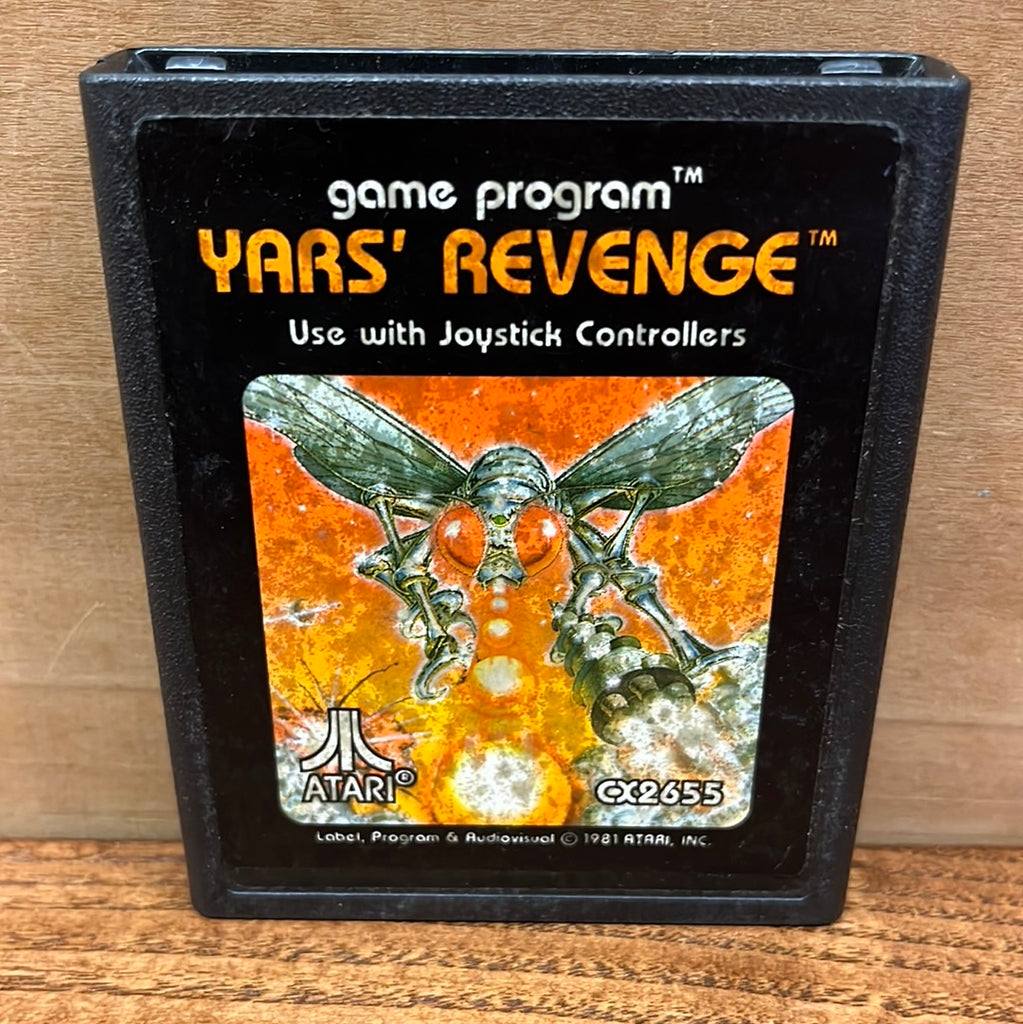 game program™
YARS' REVENGE™
Use with Joystick Controllers
ATARI®
CX2655
Label, Program & Audiovisual © 1981 ATARI, INC.